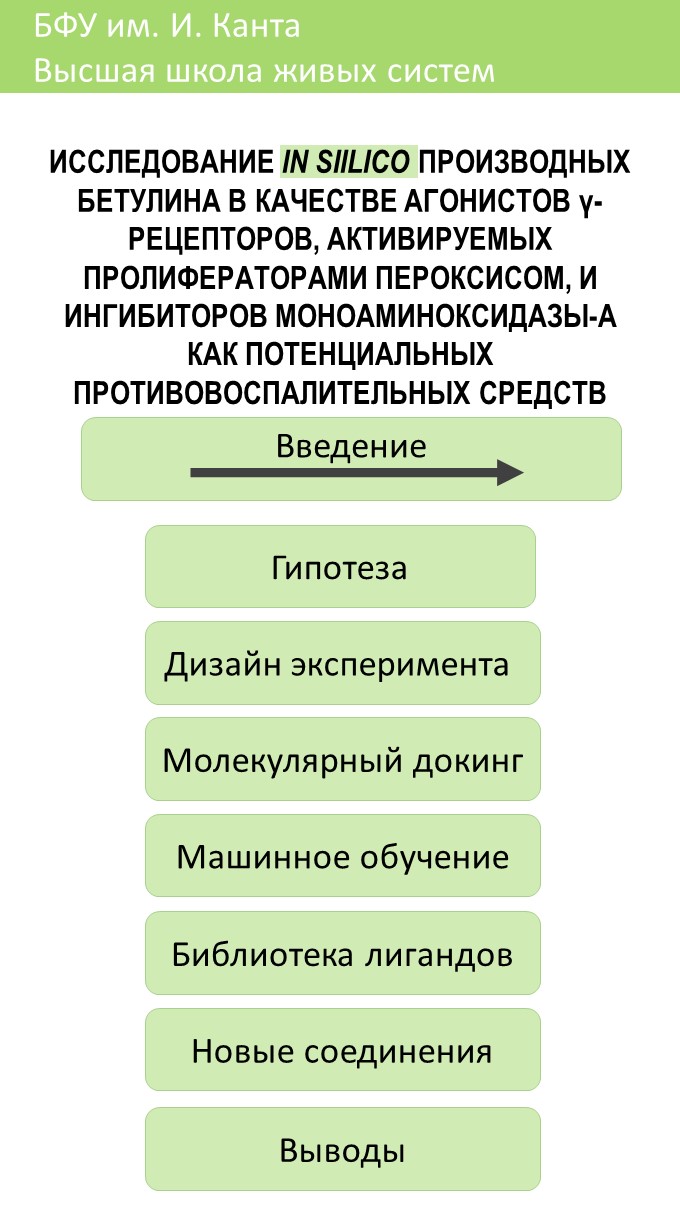 БФУ им. И. Канта
Высшая школа живых систем
ИССЛЕДОВАНИЕ IN SIILICO ПРОИЗВОДНЫХ
БЕТУЛИНА В КАЧЕСТВЕ АГОНИСТОВ γ-
РЕЦЕПТОРОВ, АКТИВИРУЕМЫХ
ПРОЛИФЕРАТОРАМИ ПЕРОКСИСОМ, И
ИНГИБИТОРОВ МОНОАМИНОКСИДАЗЫ-А
КАК ПОТЕНЦИАЛЬНЫХ
ПРОТИВОВОСПАЛИТЕЛЬНЫХ СРЕДСТВ
Введение
Гипотеза
Дизайн эксперимента
Молекулярный докинг
Машинное обучение
Библиотека лигандов
Новые соединения
Выводы